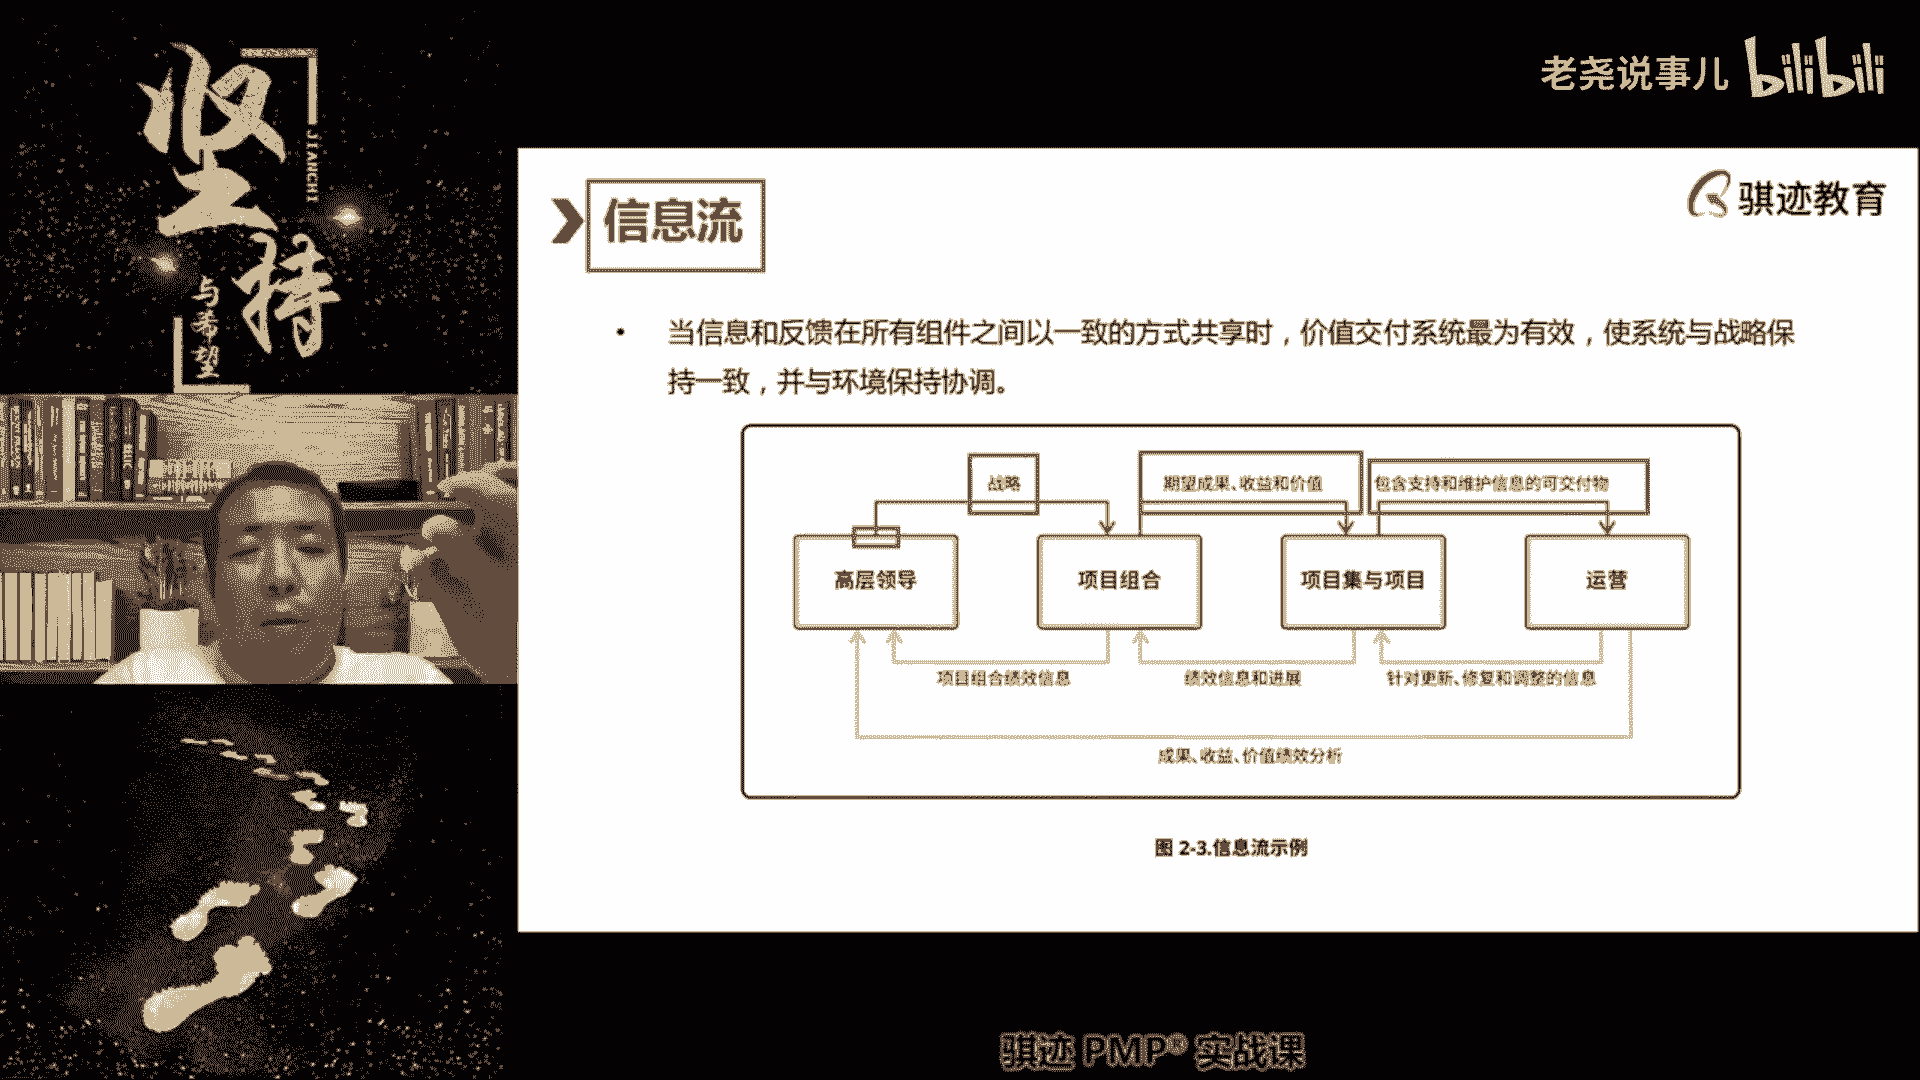 坚持
JIANCHI
与希望
老尧说事儿 bilibili
信息流
骐迹教育
• 当信息和反馈在所有组件之间以一致的方式共享时，价值交付系统最为有效，使系统与战略保
持一致，并与环境保持协调。
战略
期望成果、收益和价值
包含支持和维护信息的可交付物
高层领导
项目组合
项目集与项目
运营
项目组合绩效信息
绩效信息和进展
针对更新、修复和调整的信息
成果、收益、价值绩效分析
图 2-3.信息流示例
骐迹 PMP® 实战课